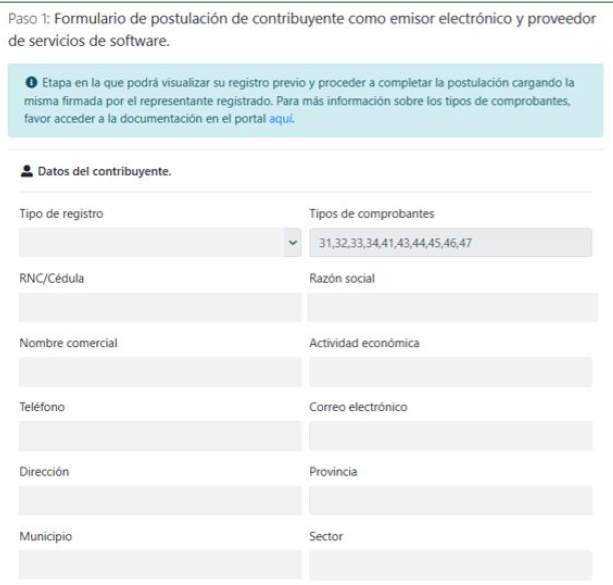 Paso 1: Formulario de postulación de contribuyente como emisor electrónico y proveedor
de servicios de software.
Etapa en la que podrá visualizar su registro previo y proceder a completar la postulación cargando la
misma firmada por el representante registrado. Para más información sobre los tipos de comprobantes,
favor acceder a la documentación en el portal aquí.
Datos del contribuyente.
Tipo de registro
Tipos de comprobantes
31,32,33,34,41,43,44,45,46,47
RNC/Cédula
Razón social
Nombre comercial
Actividad económica
Teléfono
Correo electrónico
Dirección
Provincia
Municipio
Sector